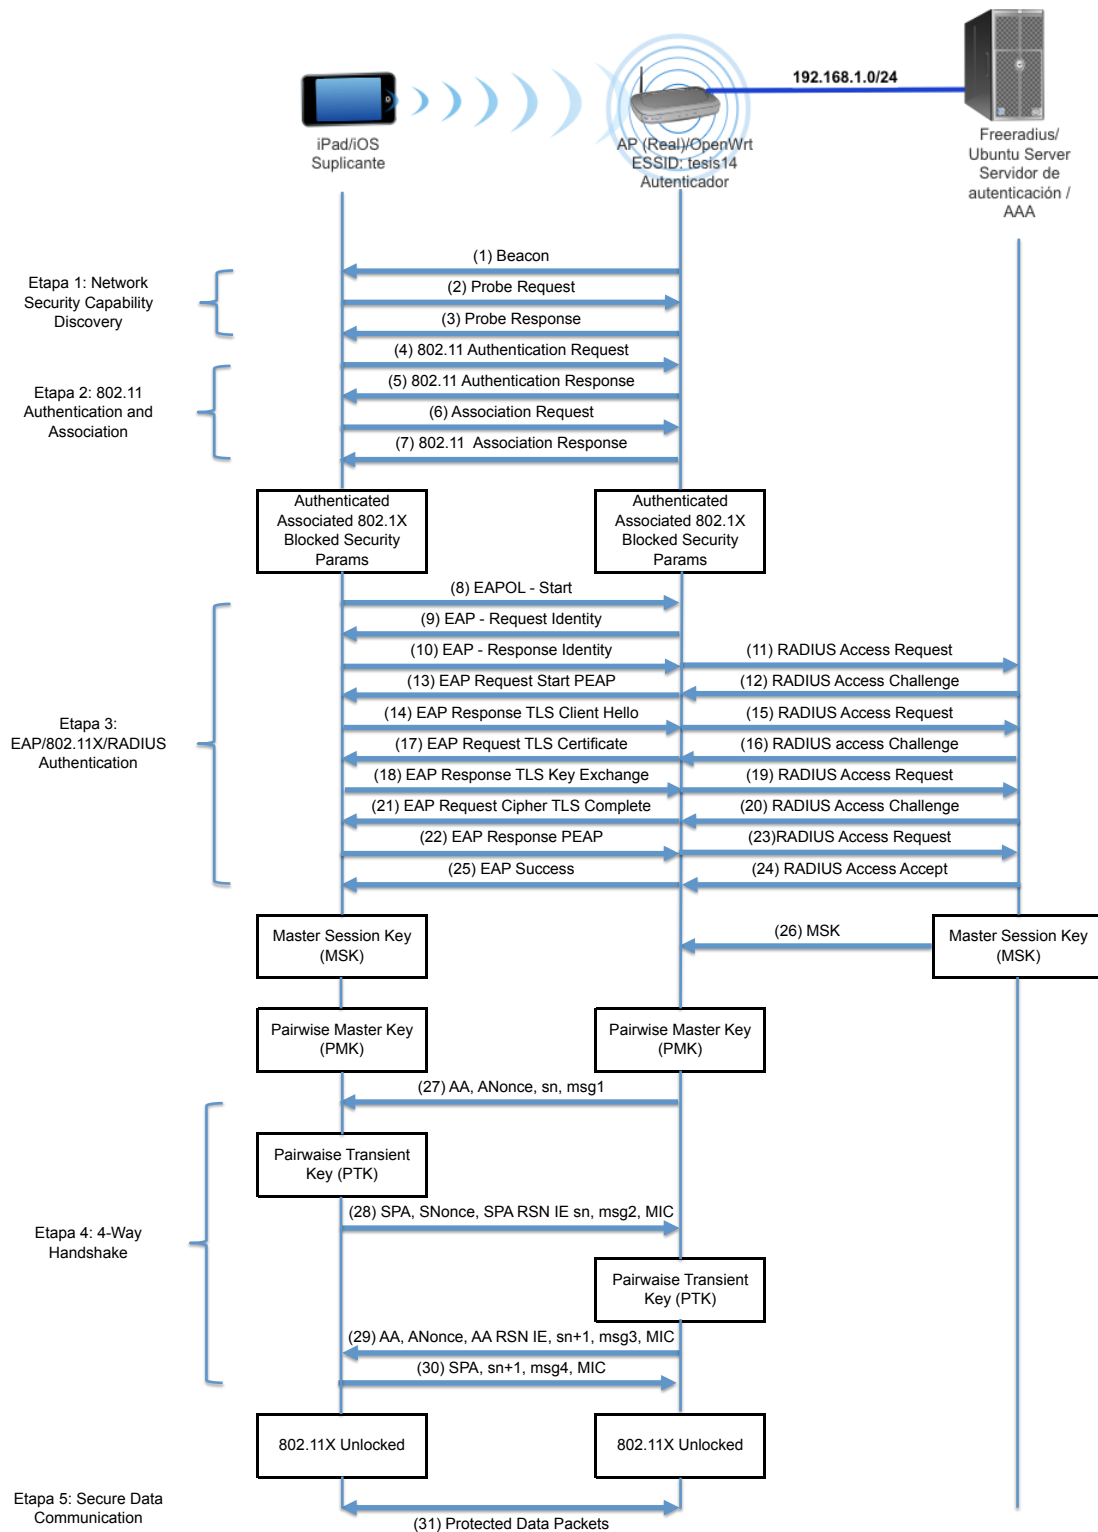 192.168.1.0/24
iPad/iOS
Suplicante
AP (Real)/OpenWrt
ESSID: tesis14
Autenticador
Freeradius/
Ubuntu Server
Servidor de
autenticación /
AAA
(1) Beacon
Etapa 1: Network
Security Capability
Discovery
(2) Probe Request
(3) Probe Response
(4) 802.11 Authentication Request
Etapa 2: 802.11
Authentication and
Association
(5) 802.11 Authentication Response
(6) Association Request
(7) 802.11  Association Response
Authenticated
Associated 802.1X
Blocked Security
Params
Authenticated
Associated 802.1X
Blocked Security
Params
(8) EAPOL - Start
(9) EAP - Request Identity
(10) EAP - Response Identity
(11) RADIUS Access Request
(13) EAP Request Start PEAP
(12) RADIUS Access Challenge
Etapa 3:
EAP/802.11X/RADIUS
Authentication
(14) EAP Response TLS Client Hello
(15) RADIUS Access Request
(17) EAP Request TLS Certificate
(16) RADIUS access Challenge
(18) EAP Response TLS Key Exchange
(19) RADIUS Access Request
(21) EAP Request Cipher TLS Complete
(20) RADIUS Access Challenge
(22) EAP Response PEAP
(23)RADIUS Access Request
(25) EAP Success
(24) RADIUS Access Accept
Master Session Key
(MSK)
(26) MSK
Master Session Key
(MSK)
Pairwise Master Key
(PMK)
Pairwise Master Key
(PMK)
(27) AA, ANonce, sn, msg1
Pairwaise Transient
Key (PTK)
(28) SPA, SNonce, SPA RSN IE sn, msg2, MIC
Etapa 4: 4-Way
Handshake
Pairwaise Transient
Key (PTK)
(29) AA, ANonce, AA RSN IE, sn+1, msg3, MIC
(30) SPA, sn+1, msg4, MIC
802.11X Unlocked
802.11X Unlocked
Etapa 5: Secure Data
Communication
(31) Protected Data Packets